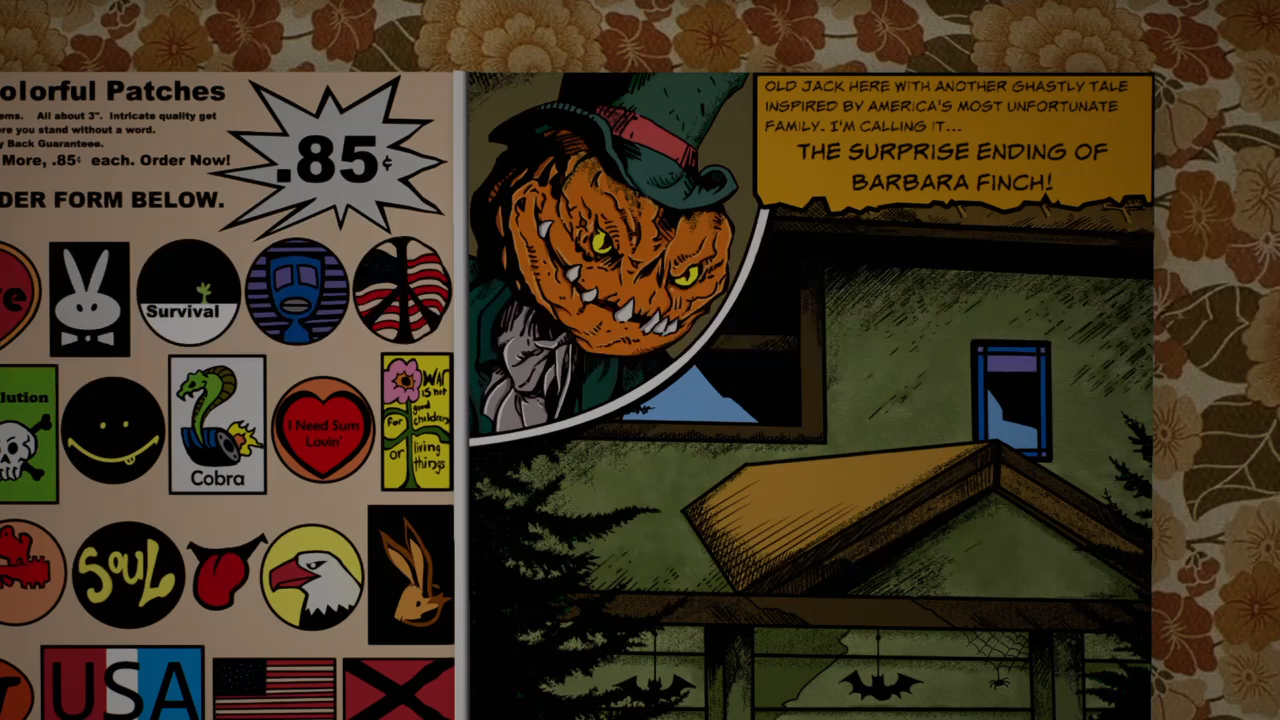 olorful Patches
ems. All about 3". Intricate quality get
ere you stand without a word.
y Back Guarantee.
More, .85¢ each. Order Now!
DER FORM BELOW.
.85¢
Survival
lution
I Need Sum
Lovin'
Cobra
WAR
is not
good
for children
or living
things
SOUL
USA
OLD JACK HERE WITH ANOTHER GHASTLY TALE
INSPIRED BY AMERICA'S MOST UNFORTUNATE
FAMILY. I'M CALLING IT...
THE SURPRISE ENDING OF
BARBARA FINCH!